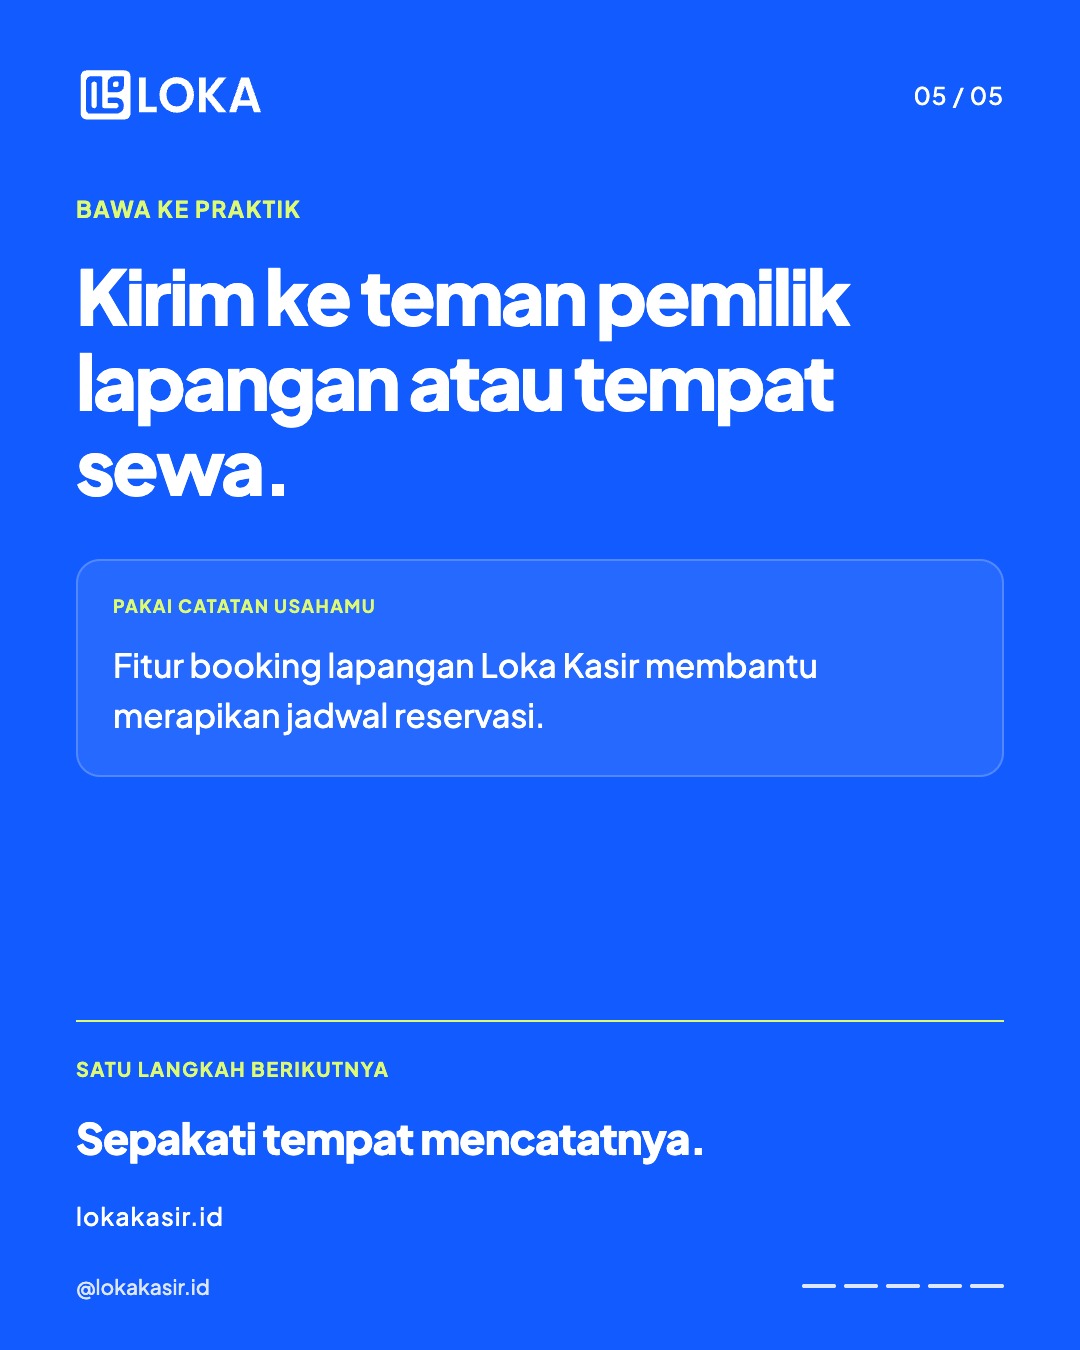 LOKA
05 / 05
BAWA KE PRAKTIK
Kirim ke teman pemilik
lapangan atau tempat
sewa.
PAKAI CATATAN USAHAMU
Fitur booking lapangan Loka Kasir membantu
merapikan jadwal reservasi.
SATU LANGKAH BERIKUTNYA
Sepakati tempat mencatatnya.
lokakasir.id
@lokakasir.id